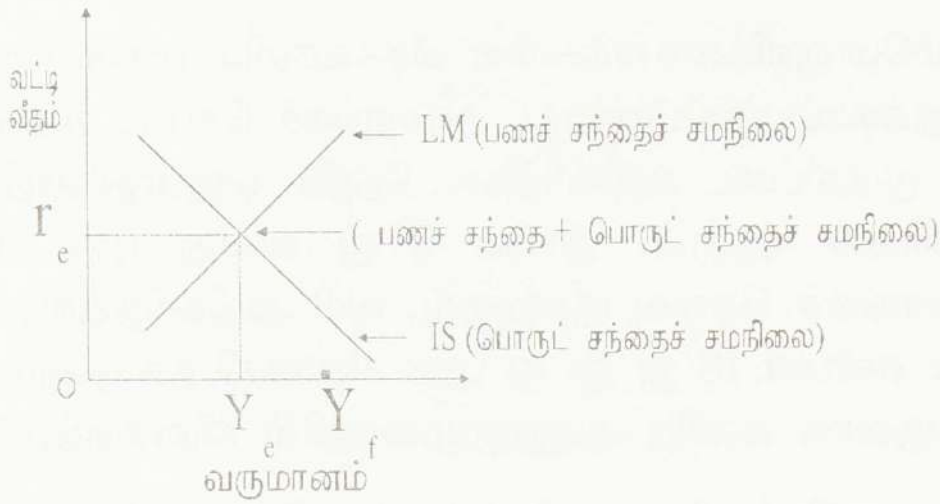 வட்டி
வீதம்
LM (பணச் சந்தைச் சமநிலை)
r
e
( பணச் சந்தை + பொருட் சந்தைச் சமநிலை)
IS (பொருட் சந்தைச் சமநிலை)
O
Y Y
e f
வருமானம்